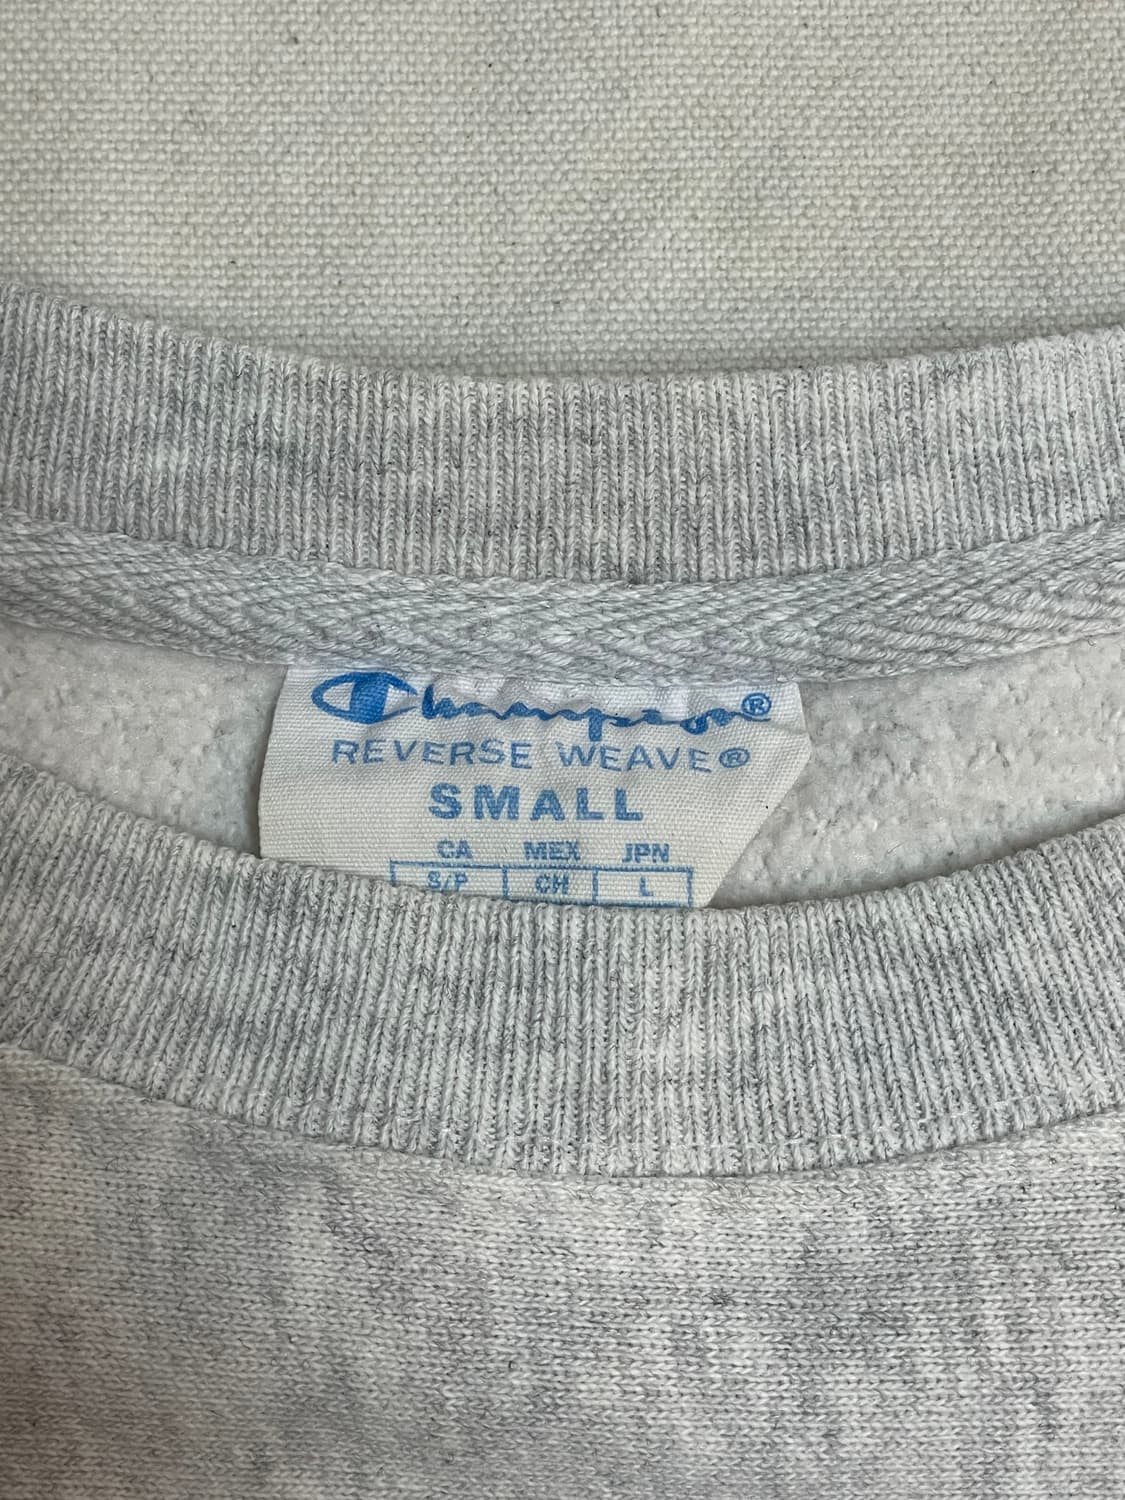 Champion®
REVERSE WEAVE®
SMALL
CA MEX JPN
S/P CH L